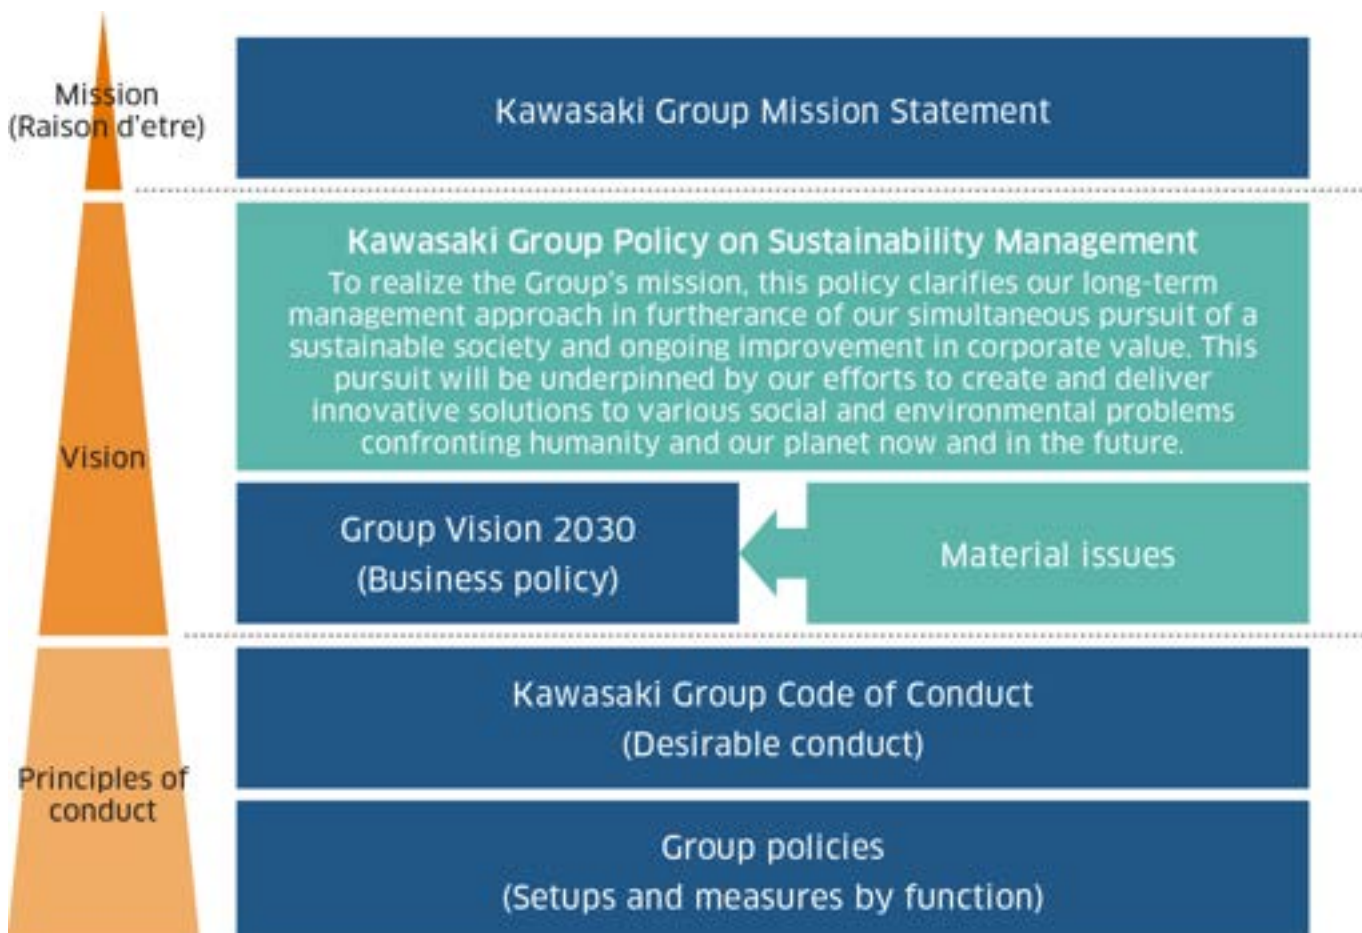 Mission
(Raison d'etre)
Kawasaki Group Mission Statement
Kawasaki Group Policy on Sustainability Management
To realize the Group's mission, this policy clarifies our long-term
management approach in furtherance of our simultaneous pursuit of a
sustainable society and ongoing improvement in corporate value. This
pursuit will be underpinned by our efforts to create and deliver
innovative solutions to various social and environmental problems
confronting humanity and our planet now and in the future.
Vision
Group Vision 2030
(Business policy)
Material issues
Kawasaki Group Code of Conduct
(Desirable conduct)
Principles of
conduct
Group policies
(Setups and measures by function)